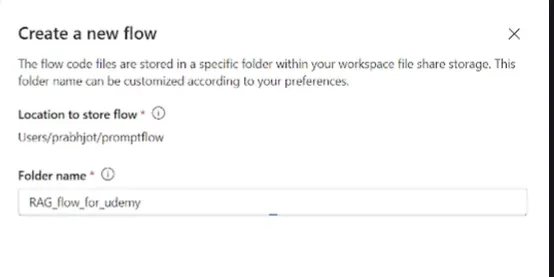 Create a new flow
The flow code files are stored in a specific folder within your workspace file share storage. This
folder name can be customized according to your preferences.
Location to store flow *
Users/prabhjot/promptflow
Folder name *
RAG_flow_for_udemy